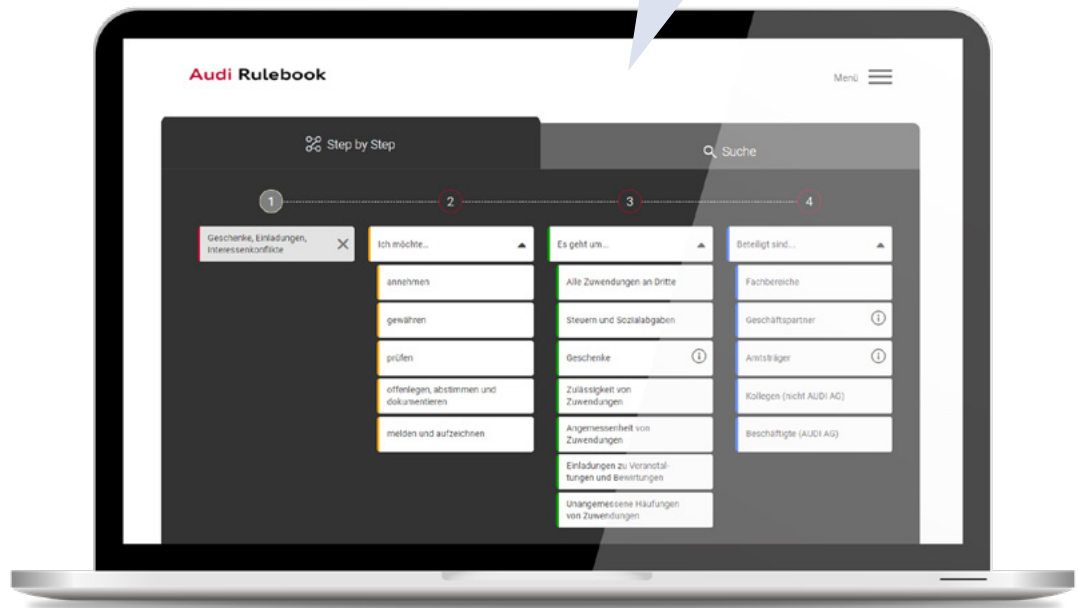 Audi Rulebook
Menü
Step by Step
Suche
1
2
3
4
Geschenke, Einladungen,
Interessenkonflikte
Ich möchte...
annehmen
gewähren
prüfen
offenlegen, abstimmen und
dokumentieren
melden und aufzeichnen
Es geht um...
Alle Zuwendungen an Dritte
Steuern und Sozialabgaben
Geschenke
Zulässigkeit von
Zuwendungen
Angemessenheit von
Zuwendungen
Einladungen zu Veranstal-
tungen und Bewirtungen
Unangemessene Häufungen
von Zuwendungen
Beteiligt sind...
Fachbereiche
Geschäftspartner
Amtsträger
Kollegen (nicht AUDI AG)
Beschäftigte (AUDI AG)